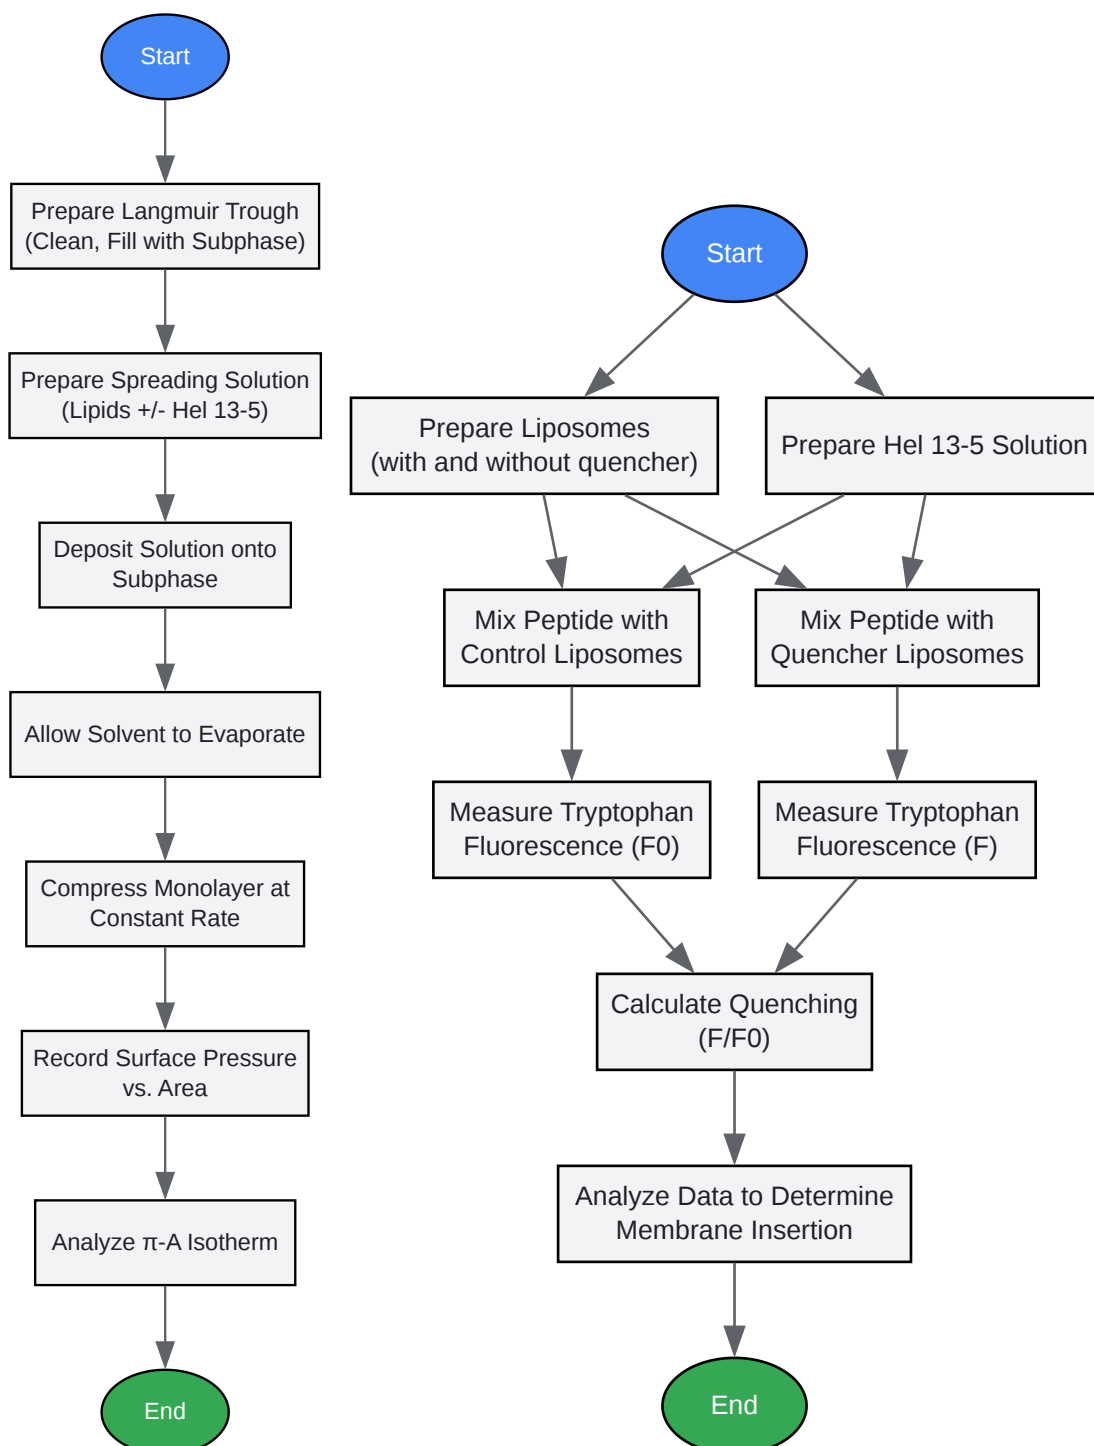 Start
Prepare Langmuir Trough
(Clean, Fill with Subphase)
Prepare Spreading Solution
(Lipids +/- Hel 13-5)
Deposit Solution onto
Subphase
Allow Solvent to Evaporate
Compress Monolayer at
Constant Rate
Record Surface Pressure
vs. Area
Analyze π-A Isotherm
End
Start
Prepare Liposomes
(with and without quencher)
Prepare Hel 13-5 Solution
Mix Peptide with
Control Liposomes
Mix Peptide with
Quencher Liposomes
Measure Tryptophan
Fluorescence (F0)
Measure Tryptophan
Fluorescence (F)
Calculate Quenching
(F/F0)
Analyze Data to Determine
Membrane Insertion
End